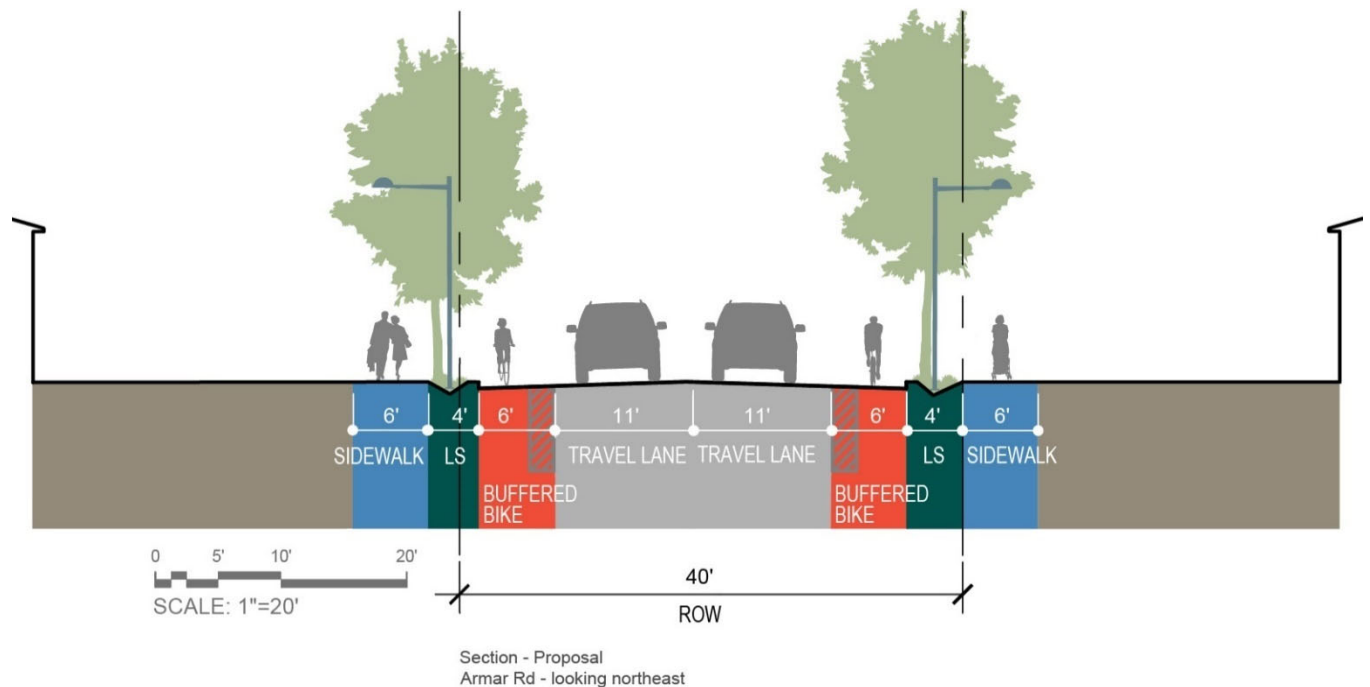 6' 4' 6' 11' 11' 6' 4' 6'
SIDEWALK LS TRAVEL LANE TRAVEL LANE LS SIDEWALK
BUFFERED BUFFERED
BIKE BIKE
0 5' 10' 20'
SCALE: 1"=20'
40'
ROW
Section - Proposal
Armar Rd - looking northeast